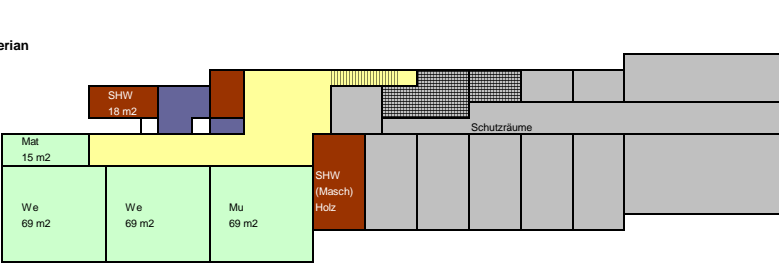 erian
SHW
18 m2
Schutzräume
Mat
15 m2
SHW
(Masch)
Holz
We
69 m2
We
69 m2
Mu
69 m2